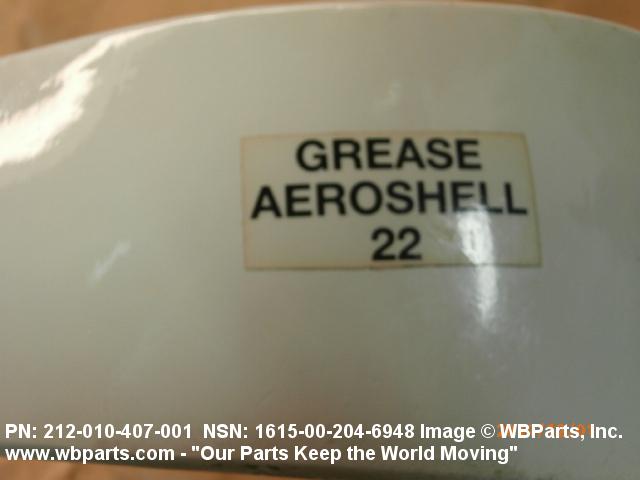 GREASE
AEROSHELL
22
PN: 212-010-407-001 NSN: 1615-00-204-6948 Image © WBParts, Inc.
www.wbparts.com - "Our Parts Keep the World Moving"